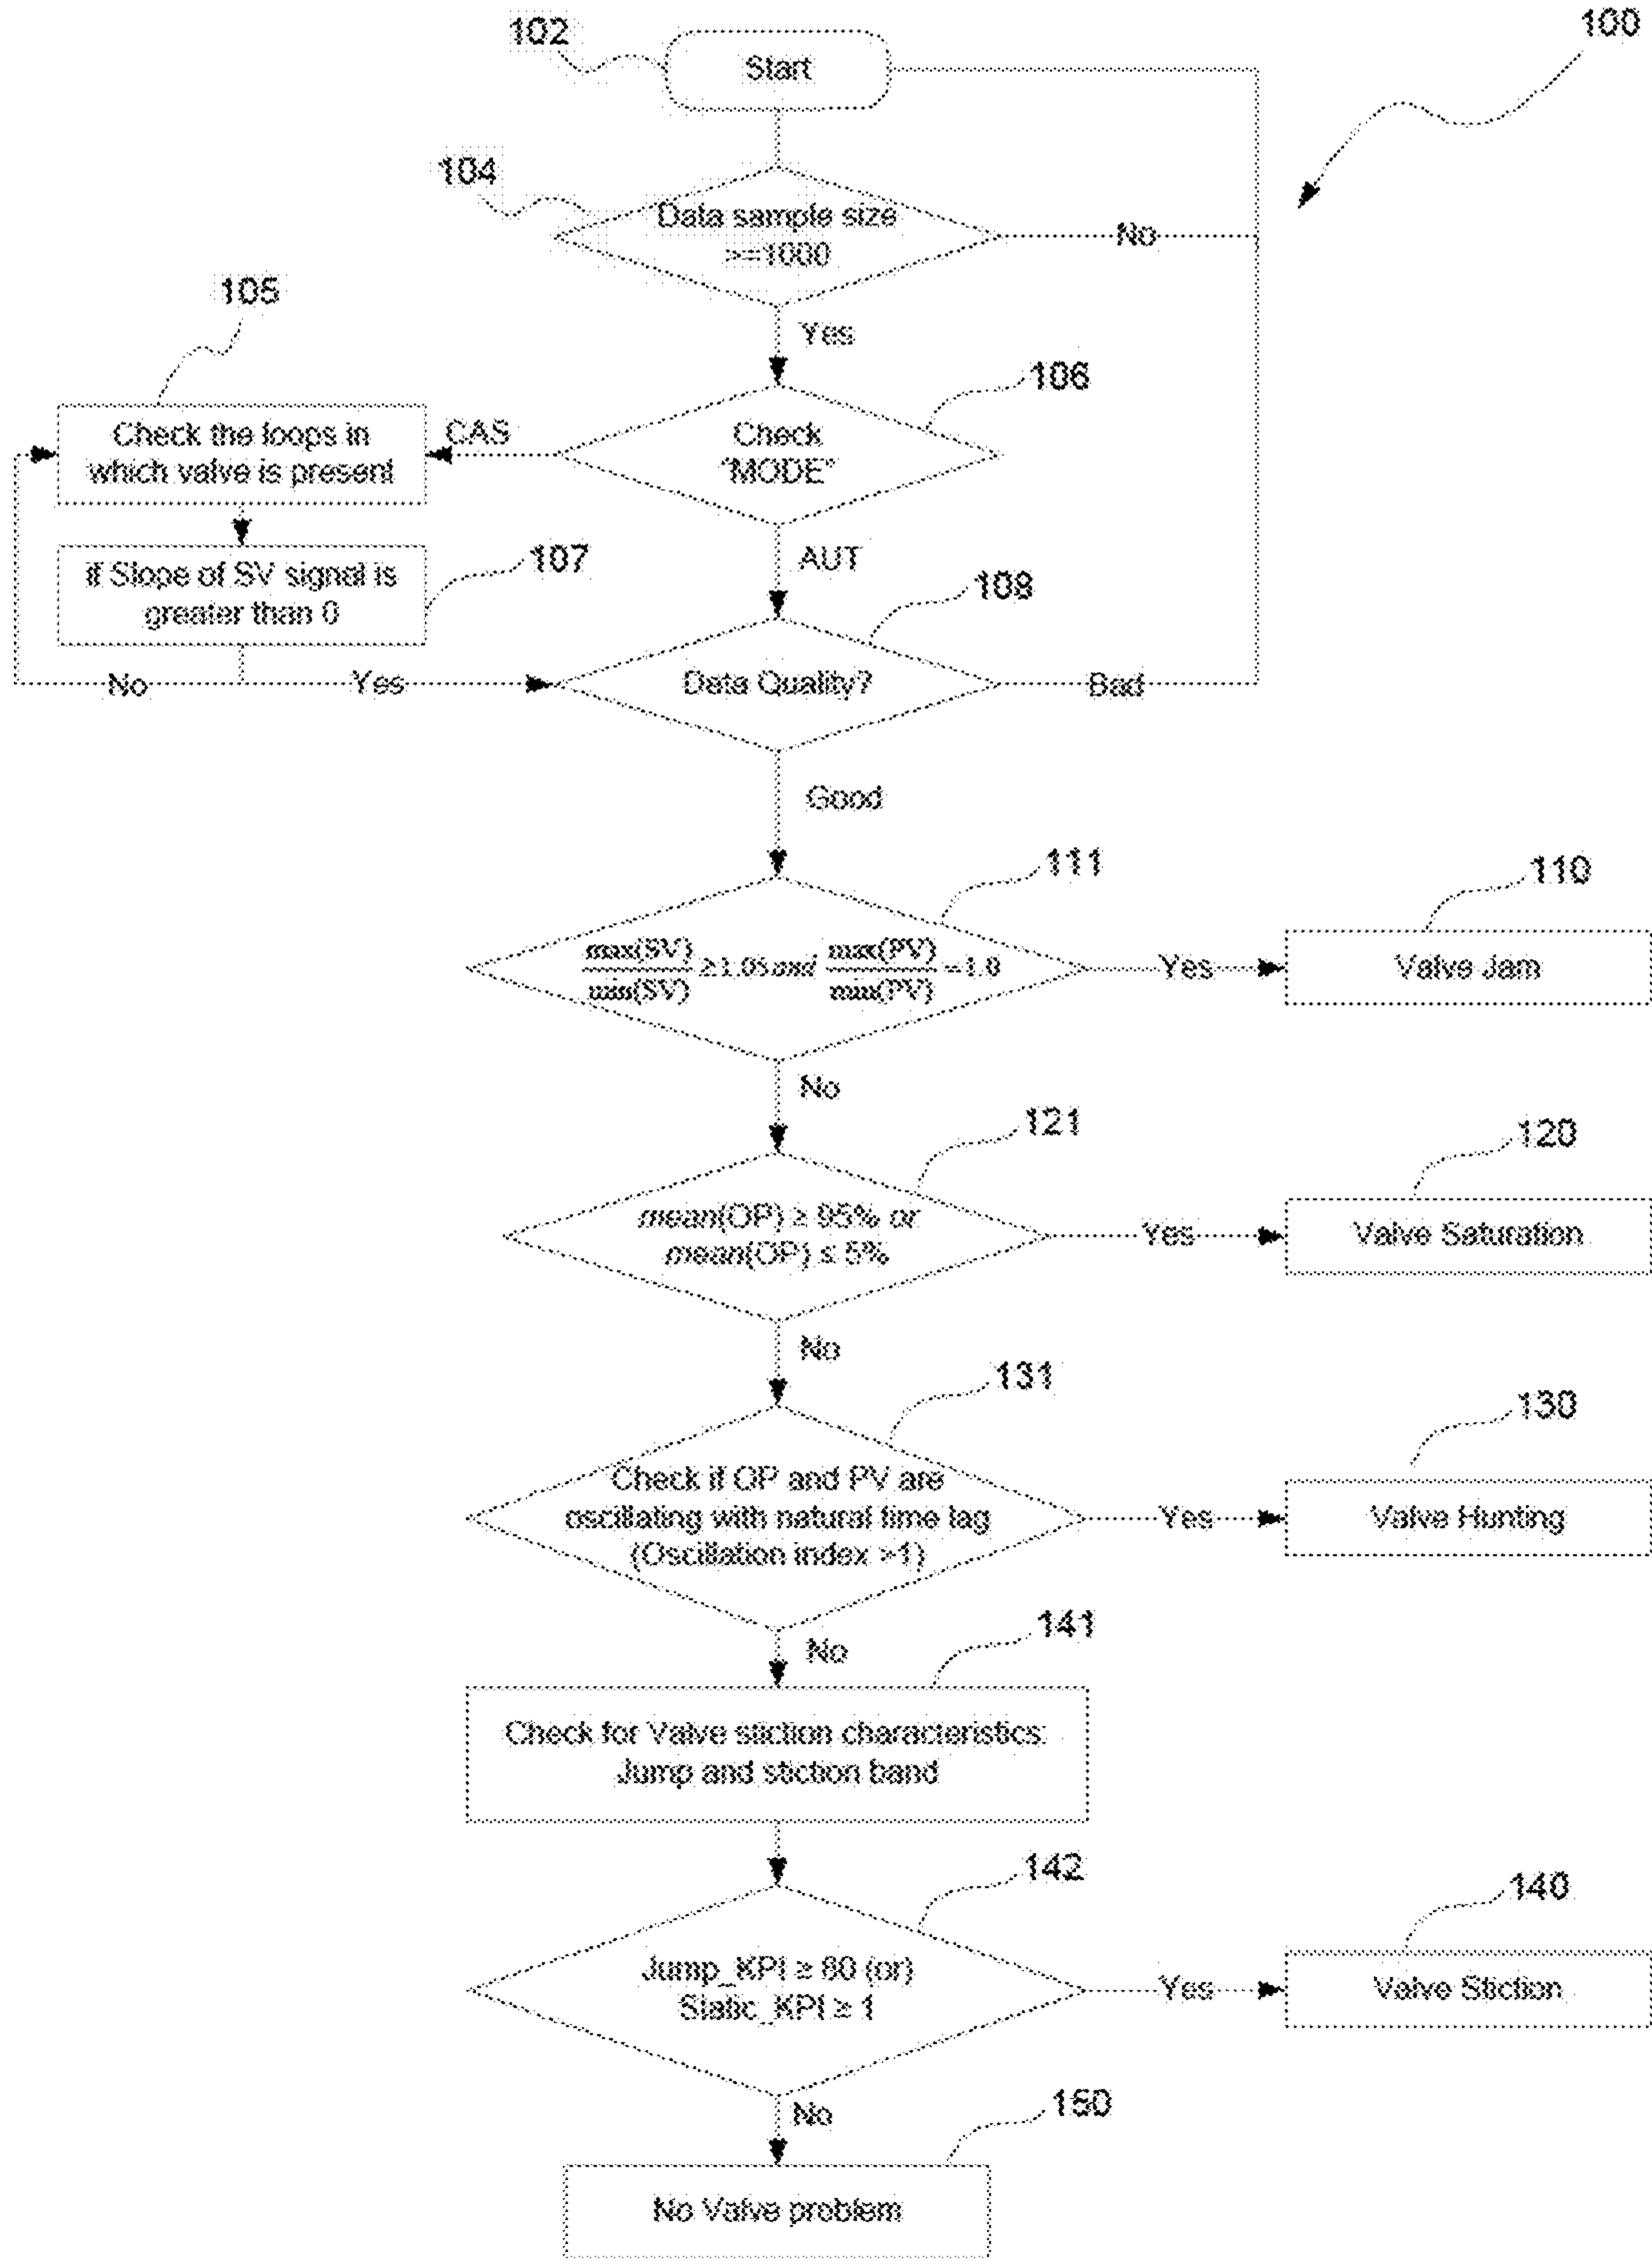 100
102
Start
104
Data sample size
>=1000
No
105
Yes
106
Check the loops in
which valve is present
CAS
Check
"MODE"
107
if Slope of SV signal is
greater than 0
AUT
108
No
Yes
Data Quality?
Bad
Good
111
110
max(SV)
min(SV)
≥1.05 and
max(PV)
min(PV)
=1.0
Yes
Valve Jam
No
121
120
mean(OP) ≥ 95% or
mean(OP) ≤ 5%
Yes
Valve Saturation
No
131
130
Check if OP and PV are
oscillating with natural time lag
(Oscillation index >1)
Yes
Valve Hunting
No
141
Check for Valve stiction characteristics:
Jump and stiction band
142
140
Jump_KPI ≥ 60 (or)
Static_KPI ≥ 1
Yes
Valve Stiction
No
150
No Valve problem